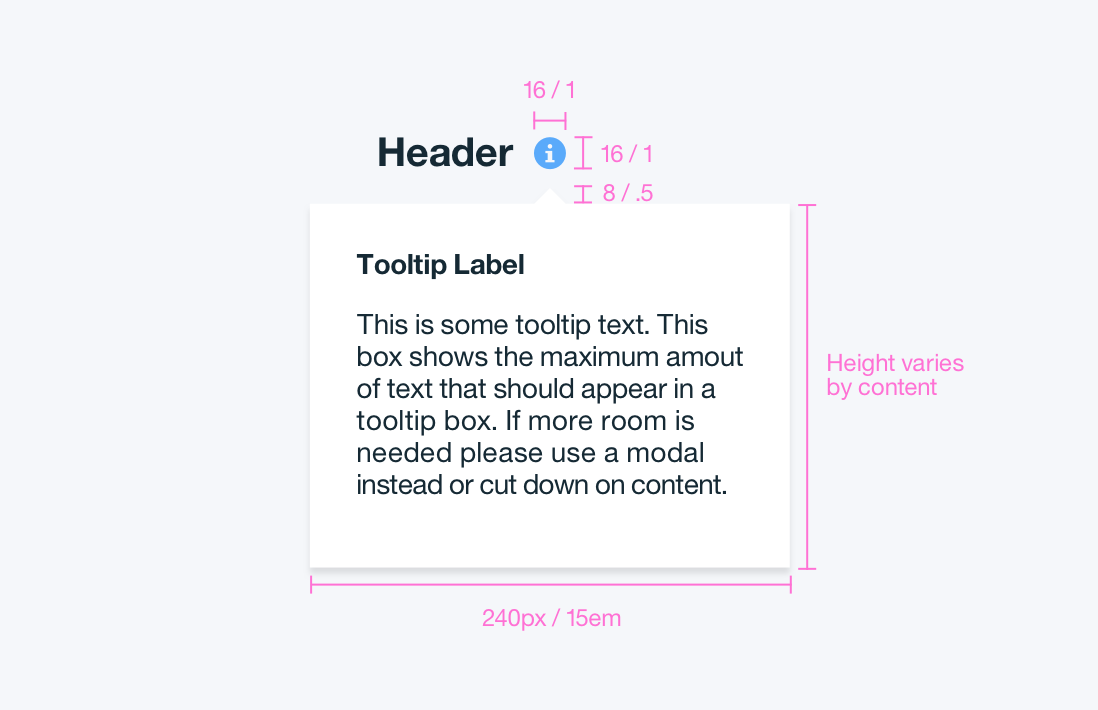 16 / 1
Header
16 / 1
8 / .5
Tooltip Label
This is some tooltip text. This
box shows the maximum amout
of text that should appear in a
tooltip box. If more room is
needed please use a modal
instead or cut down on content.
Height varies
by content
240px / 15em